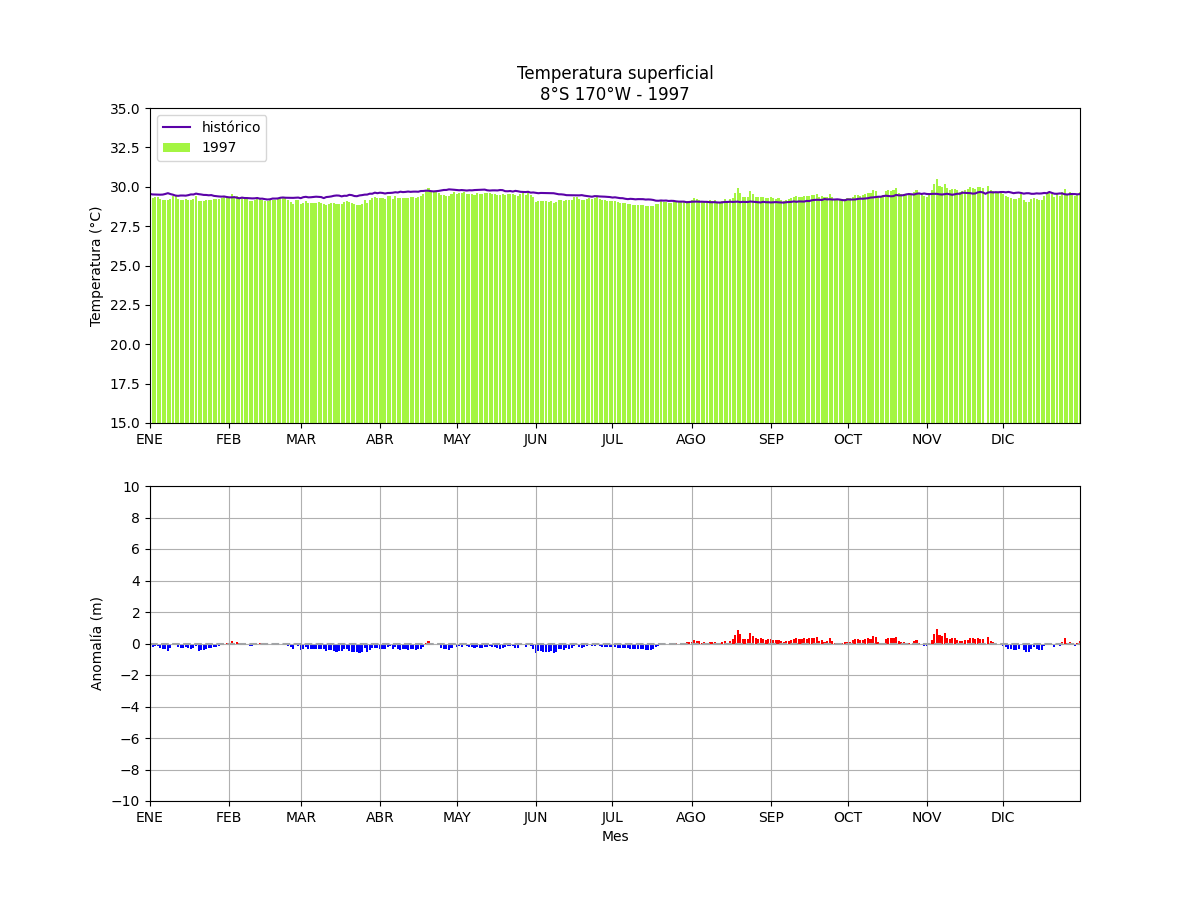 Temperatura superficial
8°S 170°W - 1997
35.0
32.5
30.0
27.5
25.0
22.5
20.0
17.5
15.0
Temperatura (°C)
histórico
1997
ENE FEB MAR ABR MAY JUN JUL AGO SEP OCT NOV DIC
10
8
6
4
2
0
−2
−4
−6
−8
−10
Anomalía (m)
ENE FEB MAR ABR MAY JUN JUL AGO SEP OCT NOV DIC
Mes